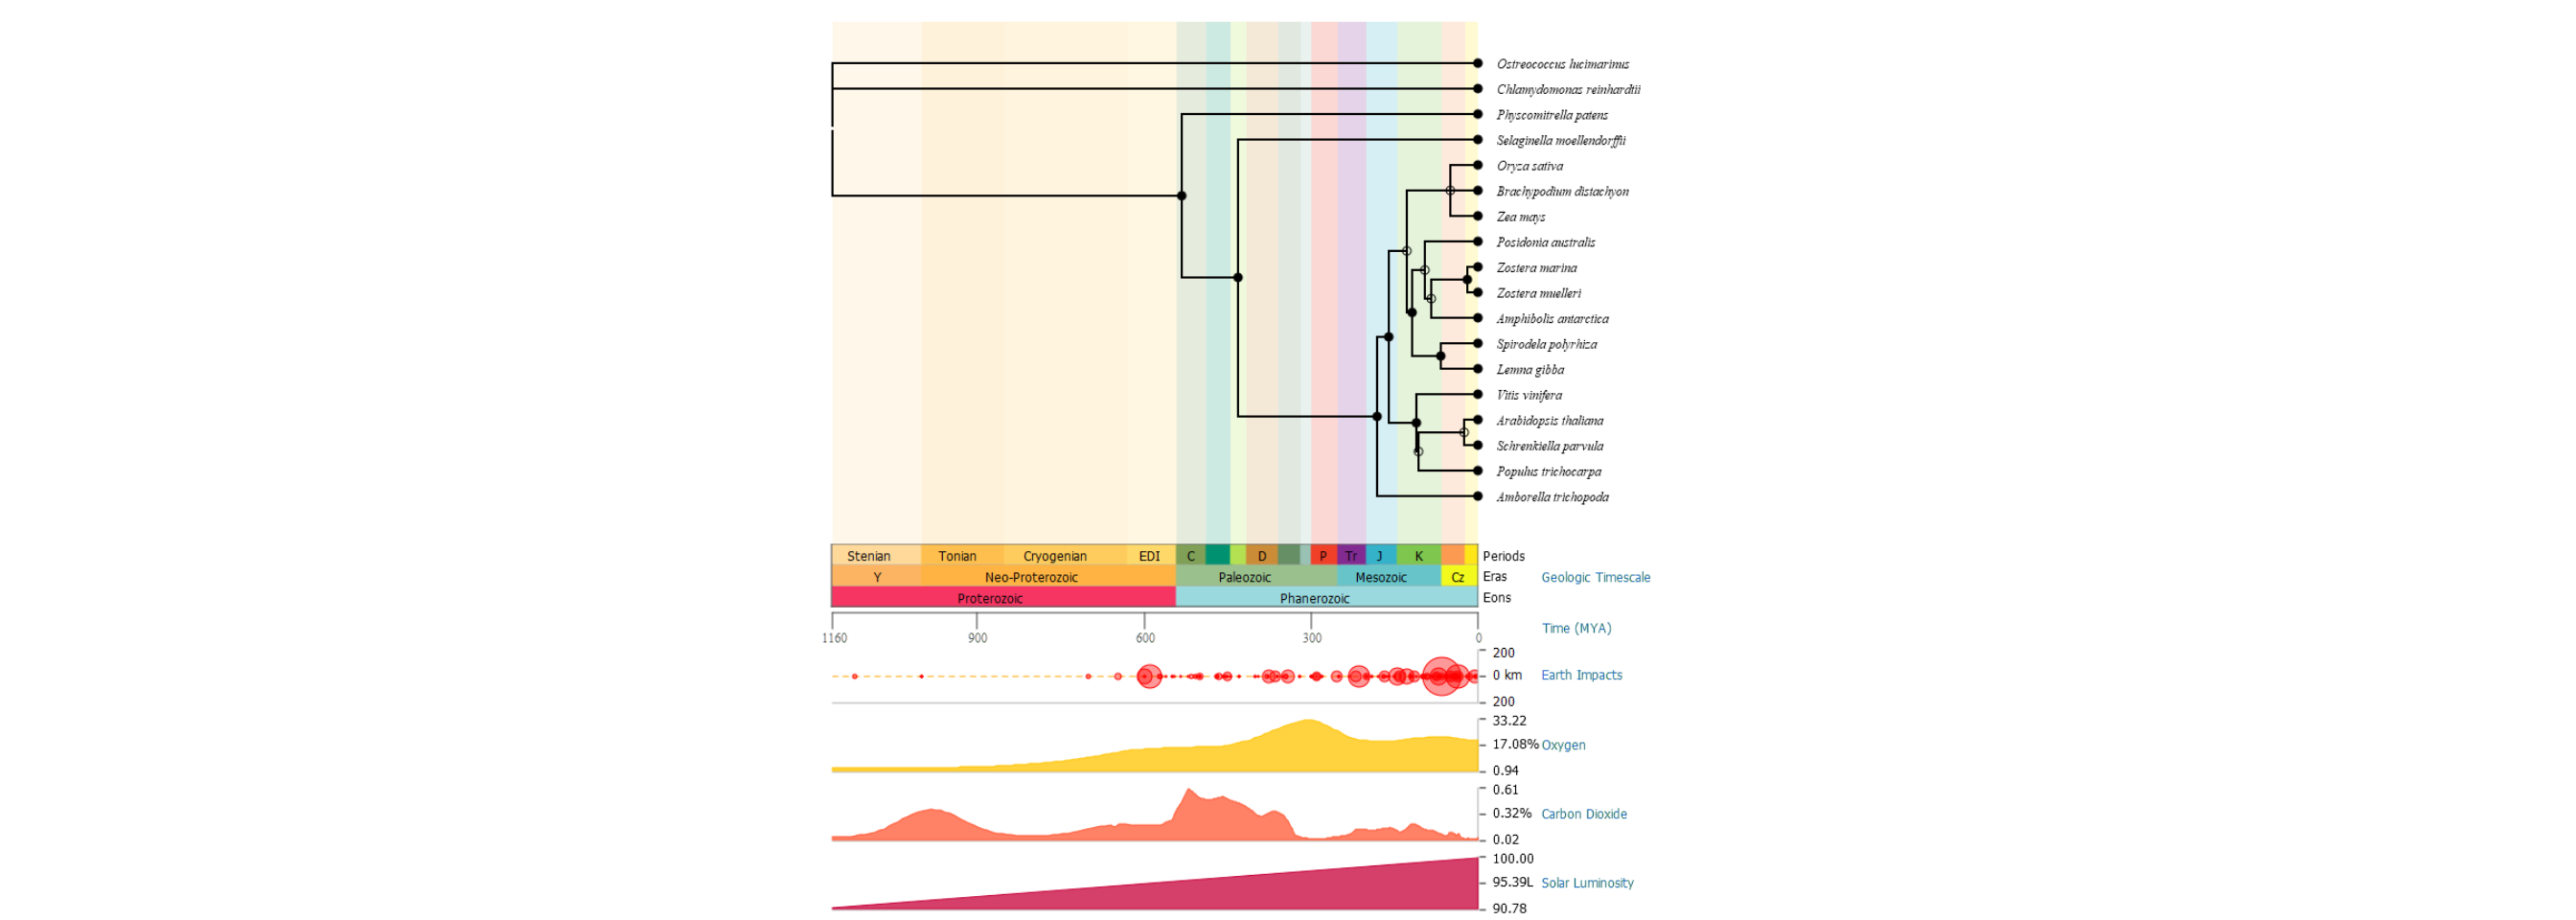 Ostreococcus lucimarinus
Chlamydomonas reinhardtii
Physcomitrella patens
Selaginella moellendorffii
Oryza sativa
Brachypodium distachyon
Zea mays
Posidonia australis
Zostera marina
Zostera muelleri
Amphibolis antarctica
Spirodela polyrhiza
Lemna gibba
Vitis vinifera
Arabidopsis thaliana
Schrenkiella parvula
Populus trichocarpa
Amborella trichopoda
Stenian Tonian Cryogenian EDI C D P Tr J K Periods
Y Neo-Proterozoic Paleozoic Mesozoic Cz Eras Geologic Timescale
Proterozoic Phanerozoic Eons
Time (MYA)
1160 900 600 300 0
200
0 km Earth Impacts
200
33.22
17.08% Oxygen
0.94
0.61
0.32% Carbon Dioxide
0.02
100.00
95.39L Solar Luminosity
90.78